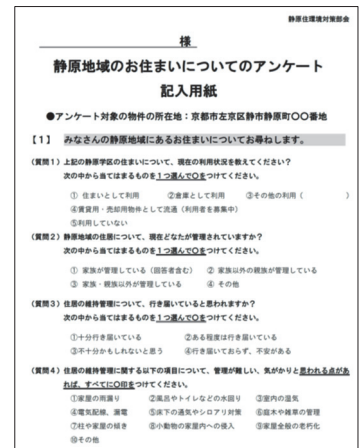 静原住環境対策部会
様
静原地域のお住まいについてのアンケート
記入用紙
●アンケート対象の物件の所在地：京都市左京区静市静原町〇〇番地
【１】 みなさんの静原地域にあるお住まいについてお尋ねします。
（質問１）上記の静原学区の住まいについて、現在の利用状況を教えてください？
次の中から当てはまるものを１つ選んで〇をつけてください。
① 住まいとして利用 ②倉庫として利用 ③その他の利用（ ）
④賃貸用・売却用物件として流通（利用者を募集中）
⑤利用していない
（質問２）静原地域の住居について、現在どなたが管理されていますか？
次の中から当てはまるものを１つ選んで〇をつけてください。
① 家族が管理している（回答者含む） ② 家族以外の親族が管理している
③ 家族・親族以外が管理している ④ その他
（質問３）住居の維持管理について、行き届いていると思われますか？
次の中から当てはまるものを１つ選んで〇をつけてください。
①十分行き届いている ②ある程度は行き届いている
③不十分かもしれないと思う ④行き届いておらず、不安がある
（質問４）住居の維持管理に関する以下の項目について、管理が難しい、気がかりと思われる点があ
れば、すべてに〇印をつけてください。
①家屋の雨漏り ②風呂やトイレなどの水回り ③室内の湿気
④電気配線、漏電 ⑤床下の通気やシロアリ対策 ⑥庭木や雑草の管理
⑦柱や家屋の傾き ⑧小動物の家屋内への侵入 ⑨家屋全般の老朽化
⑩その他